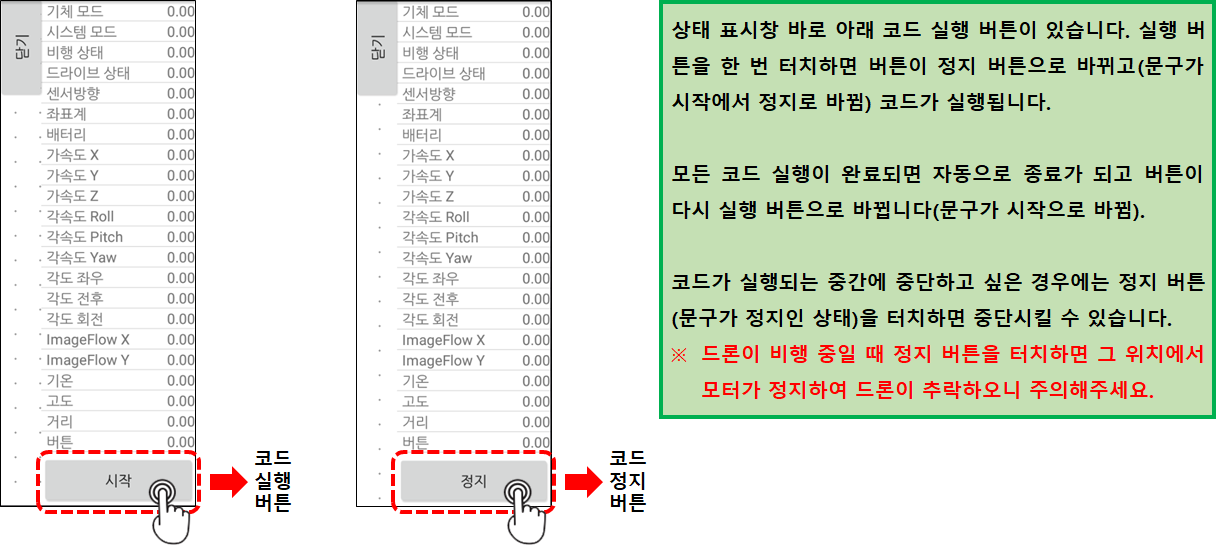 닫기
기체 모드 0.00
시스템 모드 0.00
비행 상태 0.00
드라이브 상태 0.00
센서방향 0.00
좌표계 0.00
배터리 0.00
가속도 X 0.00
가속도 Y 0.00
가속도 Z 0.00
각속도 Roll 0.00
각속도 Pitch 0.00
각속도 Yaw 0.00
각도 좌우 0.00
각도 전후 0.00
각도 회전 0.00
ImageFlow X 0.00
ImageFlow Y 0.00
기온 0.00
고도 0.00
거리 0.00
버튼 0.00
시작
코드
실행
버튼
닫기
기체 모드 0.00
시스템 모드 0.00
비행 상태 0.00
드라이브 상태 0.00
센서방향 0.00
좌표계 0.00
배터리 0.00
가속도 X 0.00
가속도 Y 0.00
가속도 Z 0.00
각속도 Roll 0.00
각속도 Pitch 0.00
각속도 Yaw 0.00
각도 좌우 0.00
각도 전후 0.00
각도 회전 0.00
ImageFlow X 0.00
ImageFlow Y 0.00
기온 0.00
고도 0.00
거리 0.00
버튼 0.00
정지
코드
정지
버튼
상태 표시창 바로 아래 코드 실행 버튼이 있습니다. 실행 버
튼을 한 번 터치하면 버튼이 정지 버튼으로 바뀌고(문구가
시작에서 정지로 바뀜) 코드가 실행됩니다.
모든 코드 실행이 완료되면 자동으로 종료가 되고 버튼이
다시 실행 버튼으로 바뀝니다(문구가 시작으로 바뀜).
코드가 실행되는 중간에 중단하고 싶은 경우에는 정지 버튼
(문구가 정지인 상태)을 터치하면 중단시킬 수 있습니다.
※ 드론이 비행 중일 때 정지 버튼을 터치하면 그 위치에서
모터가 정지하여 드론이 추락하오니 주의해주세요.